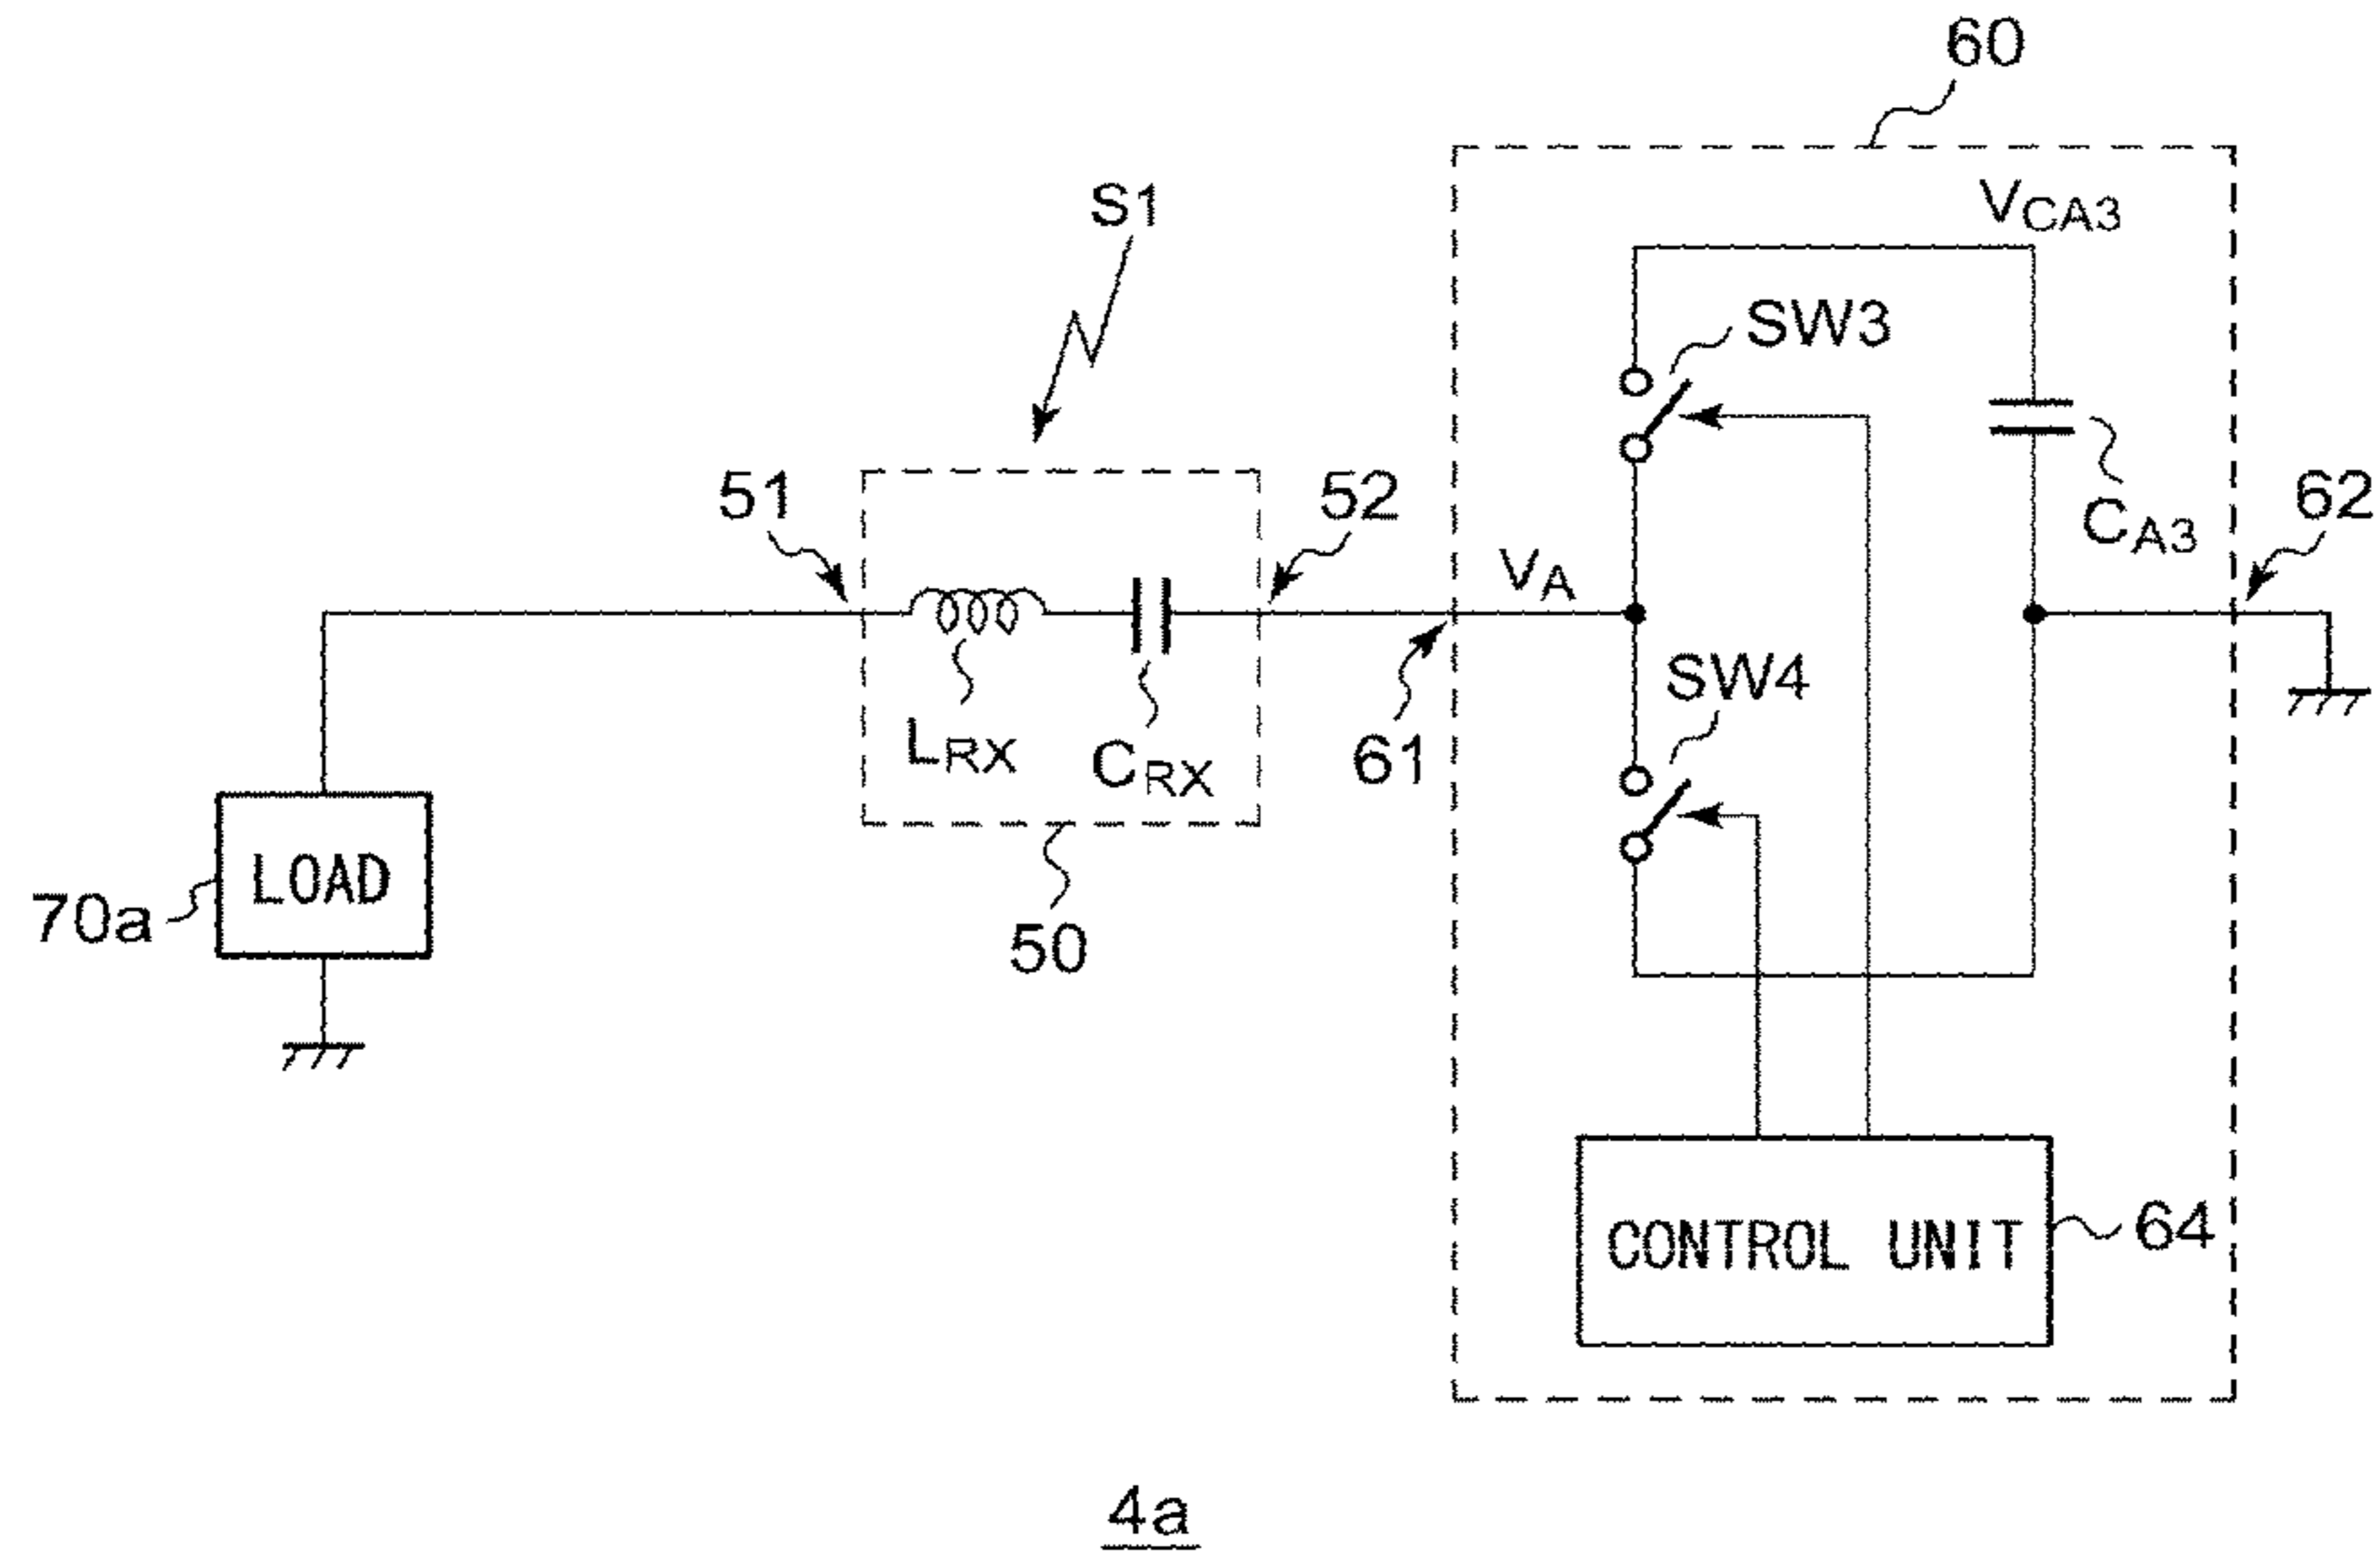 60
VCA3
S1
SW3
51
52
CA3
62
VA
SW4
LRX
CRX
61
LOAD
70a
50
CONTROL UNIT
64
4a